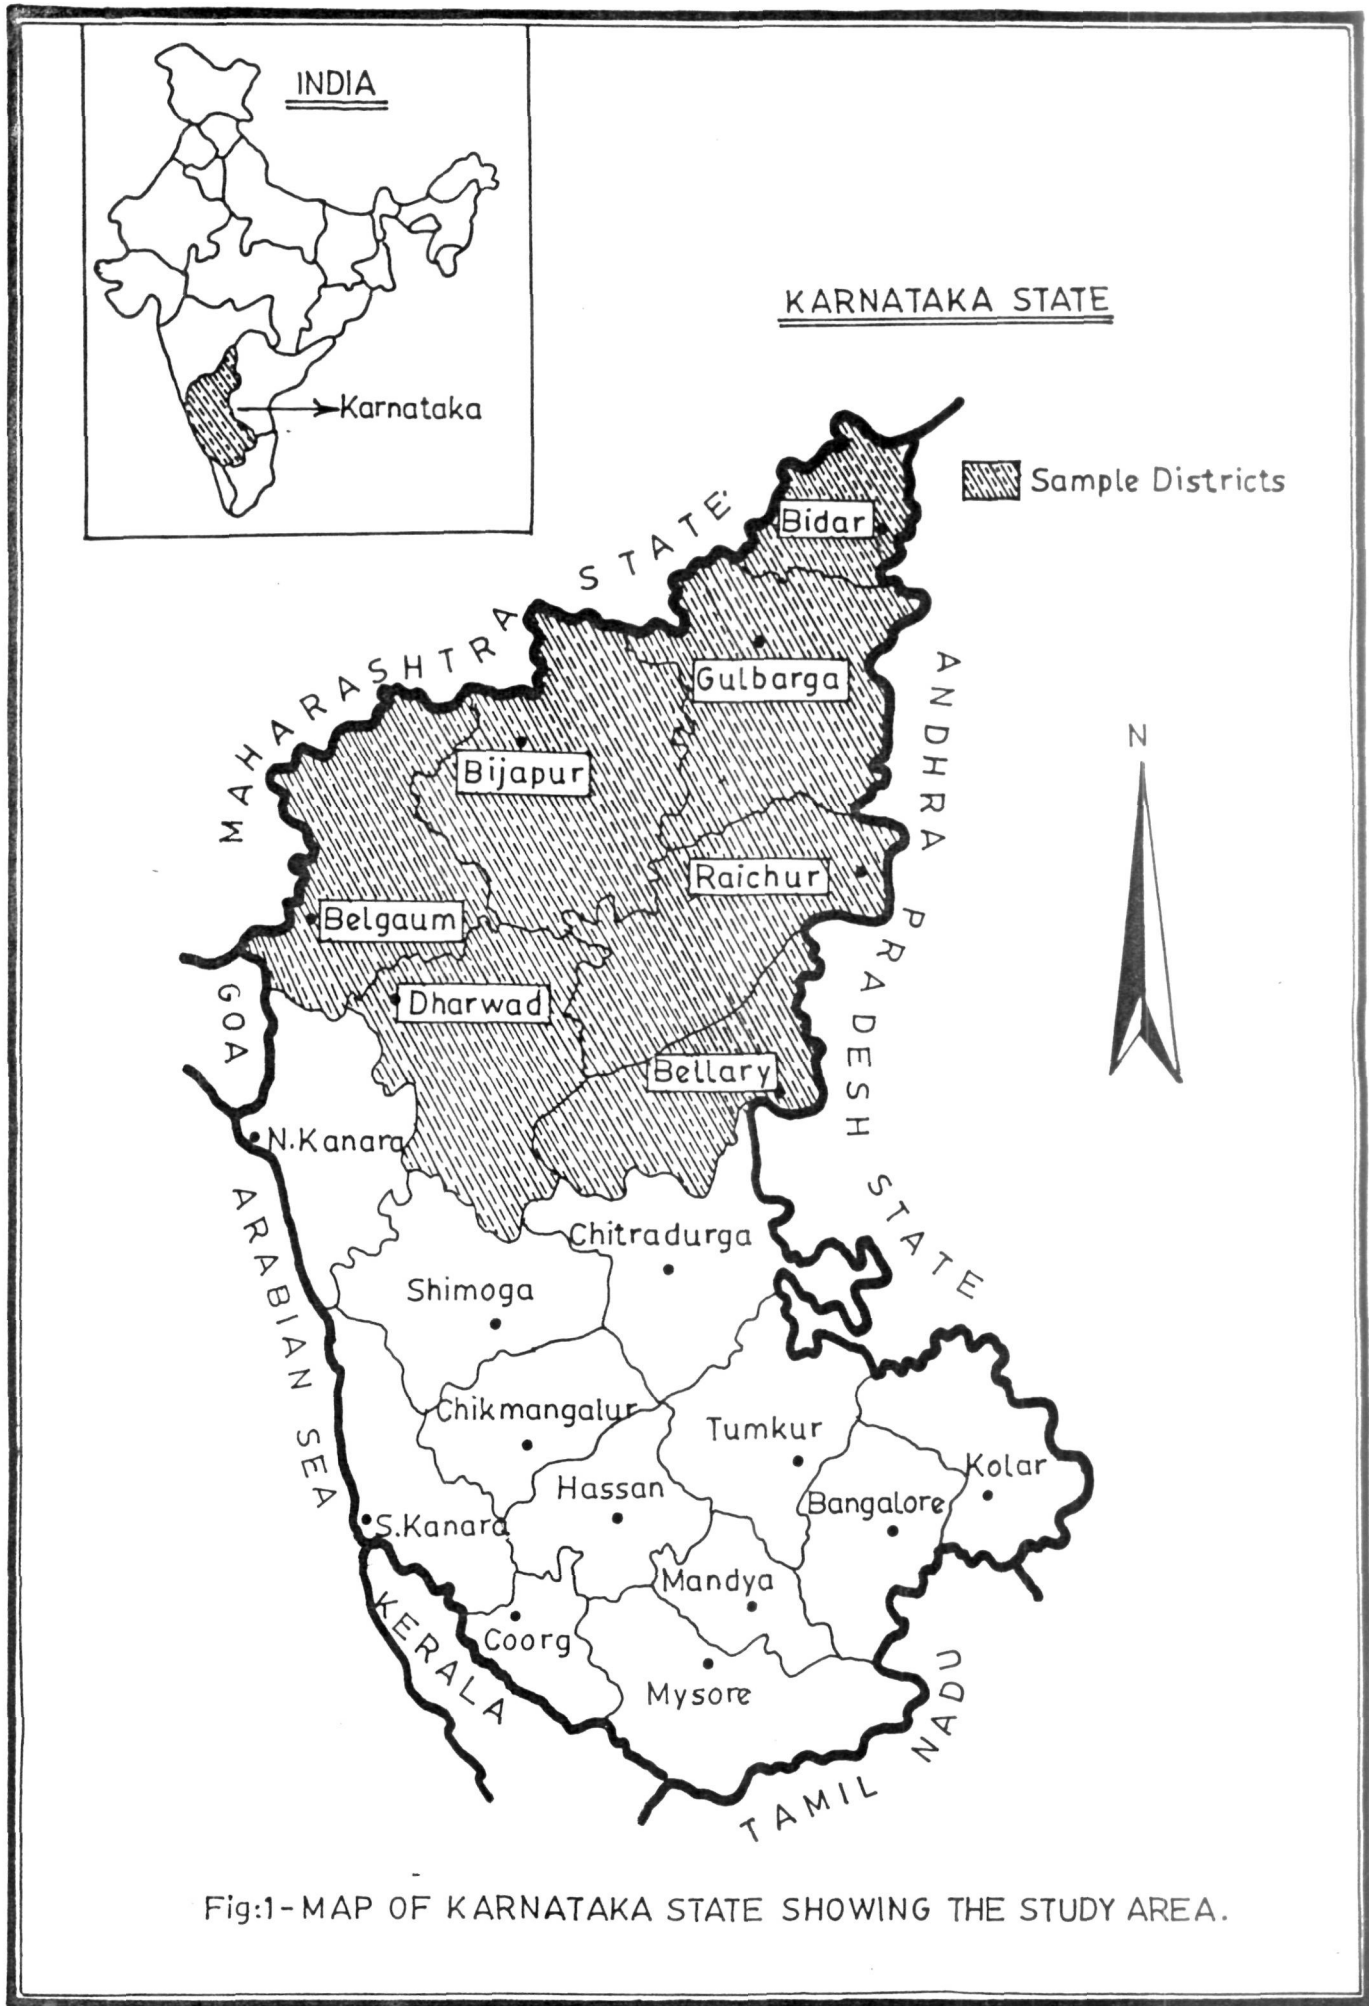 INDIA
Karnataka
KARNATAKA STATE
Sample Districts
MAHARASHTRA STATE
Bidar
Gulbarga
Bijapur
Raichur
Belgaum
Dharwad
Bellary
ANDHRA PRADESH STATE
N
GOA
N.Kanara
ARABIAN SEA
Chitradurga
Shimoga
Chikmangalur
Tumkur
Kolar
Hassan
Bangalore
S.Kanara
Mandya
Coorg
Mysore
KERALA
TAMIL NADU
Fig:1-MAP OF KARNATAKA STATE SHOWING THE STUDY AREA.